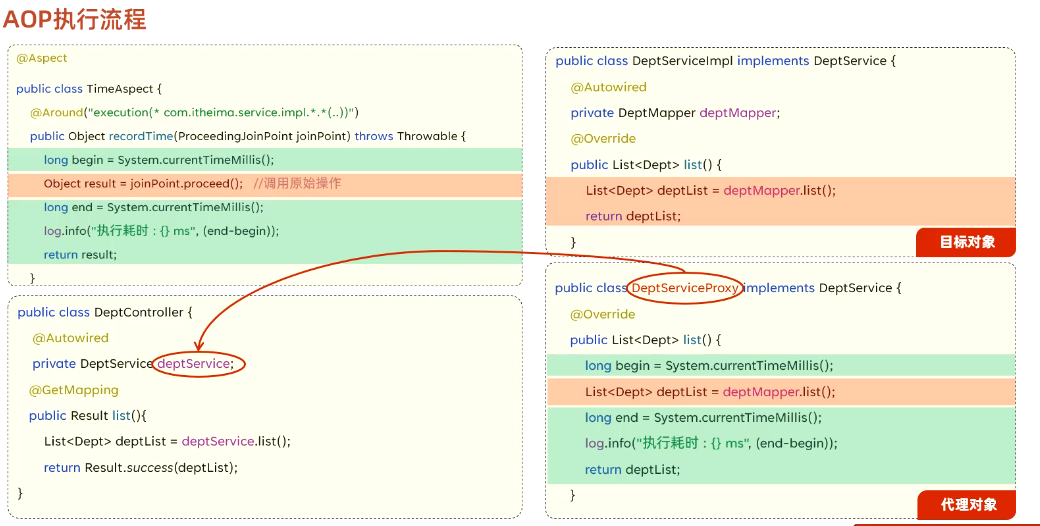 AOP执行流程
@Aspect
public class TimeAspect {
@Around("execution(* com.itheima.service.impl.*.*(..))")
public Object recordTime(ProceedingJoinPoint joinPoint) throws Throwable {
long begin = System.currentTimeMillis();
Object result = joinPoint.proceed(); //调用原始操作
long end = System.currentTimeMillis();
log.info("执行耗时 : {} ms", (end-begin));
return result;
}
public class DeptController {
@Autowired
private DeptService deptService;
@GetMapping
public Result list(){
List<Dept> deptList = deptService.list();
return Result.success(deptList);
}
public class DeptServiceImpl implements DeptService {
@Autowired
private DeptMapper deptMapper;
@Override
public List<Dept> list() {
List<Dept> deptList = deptMapper.list();
return deptList;
}
目标对象
public class DeptServiceProxy implements DeptService {
@Override
public List<Dept> list() {
long begin = System.currentTimeMillis();
List<Dept> deptList = deptMapper.list();
long end = System.currentTimeMillis();
log.info("执行耗时 : {} ms", (end-begin));
return deptList;
}
代理对象